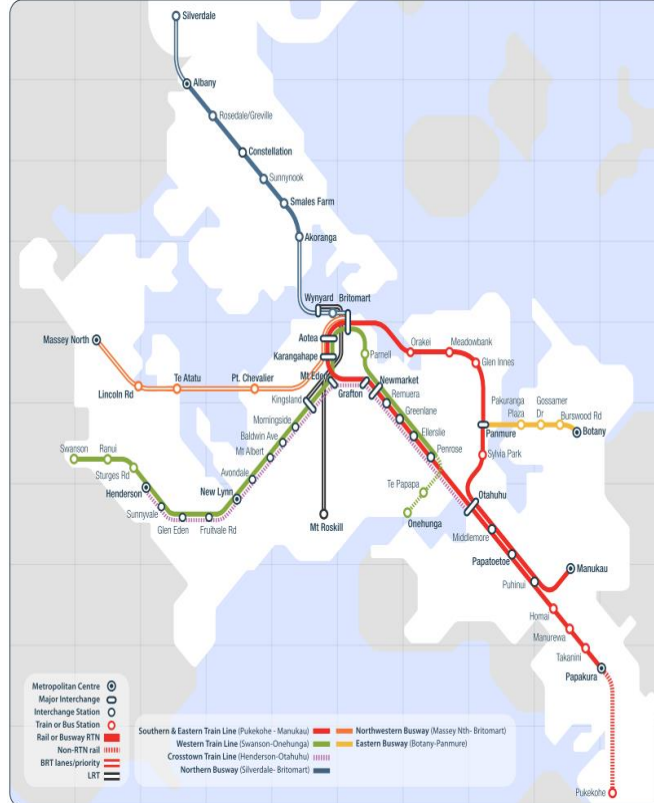 Silverdale
Albany
Rosedale/Greville
Constellation
Sunnynook
Smales Farm
Akoranga
Wynyard
Britomart
Aotea
Karangahape
Mt Eden
Kingsland
Grafton
Parnell
Newmarket
Remuera
Greenlane
Ellerslie
Penrose
Orakei
Meadowbank
Glen Innes
Massey North
Lincoln Rd
Te Atatu
Pt. Chevalier
Pakuranga
Plaza
Gossamer
Dr
Burswood Rd
Panmure
Botany
Sylvia Park
Morningside
Baldwin Ave
Mt Albert
Avondale
New Lynn
Swanson
Ranui
Sturges Rd
Henderson
Sunnyvale
Glen Eden
Fruitvale Rd
Te Papapa
Onehunga
Mt Roskill
Otahuhu
Middlemore
Papatoetoe
Puhinui
Manukau
Homai
Manurewa
Takanini
Papakura
Pukekohe
Metropolitan Centre
Major Interchange
Interchange Station
Train or Bus Station
Rail or Busway RTN
Non-RTN rail
BRT lanes/priority
LRT
Southern & Eastern Train Line (Pukekohe - Manukau)
Western Train Line (Swanson-Onehunga)
Crosstown Train Line (Henderson-Otahuhu)
Northern Busway (Silverdale- Britomart)
Northwestern Busway (Massey Nth- Britomart)
Eastern Busway (Botany-Panmure)